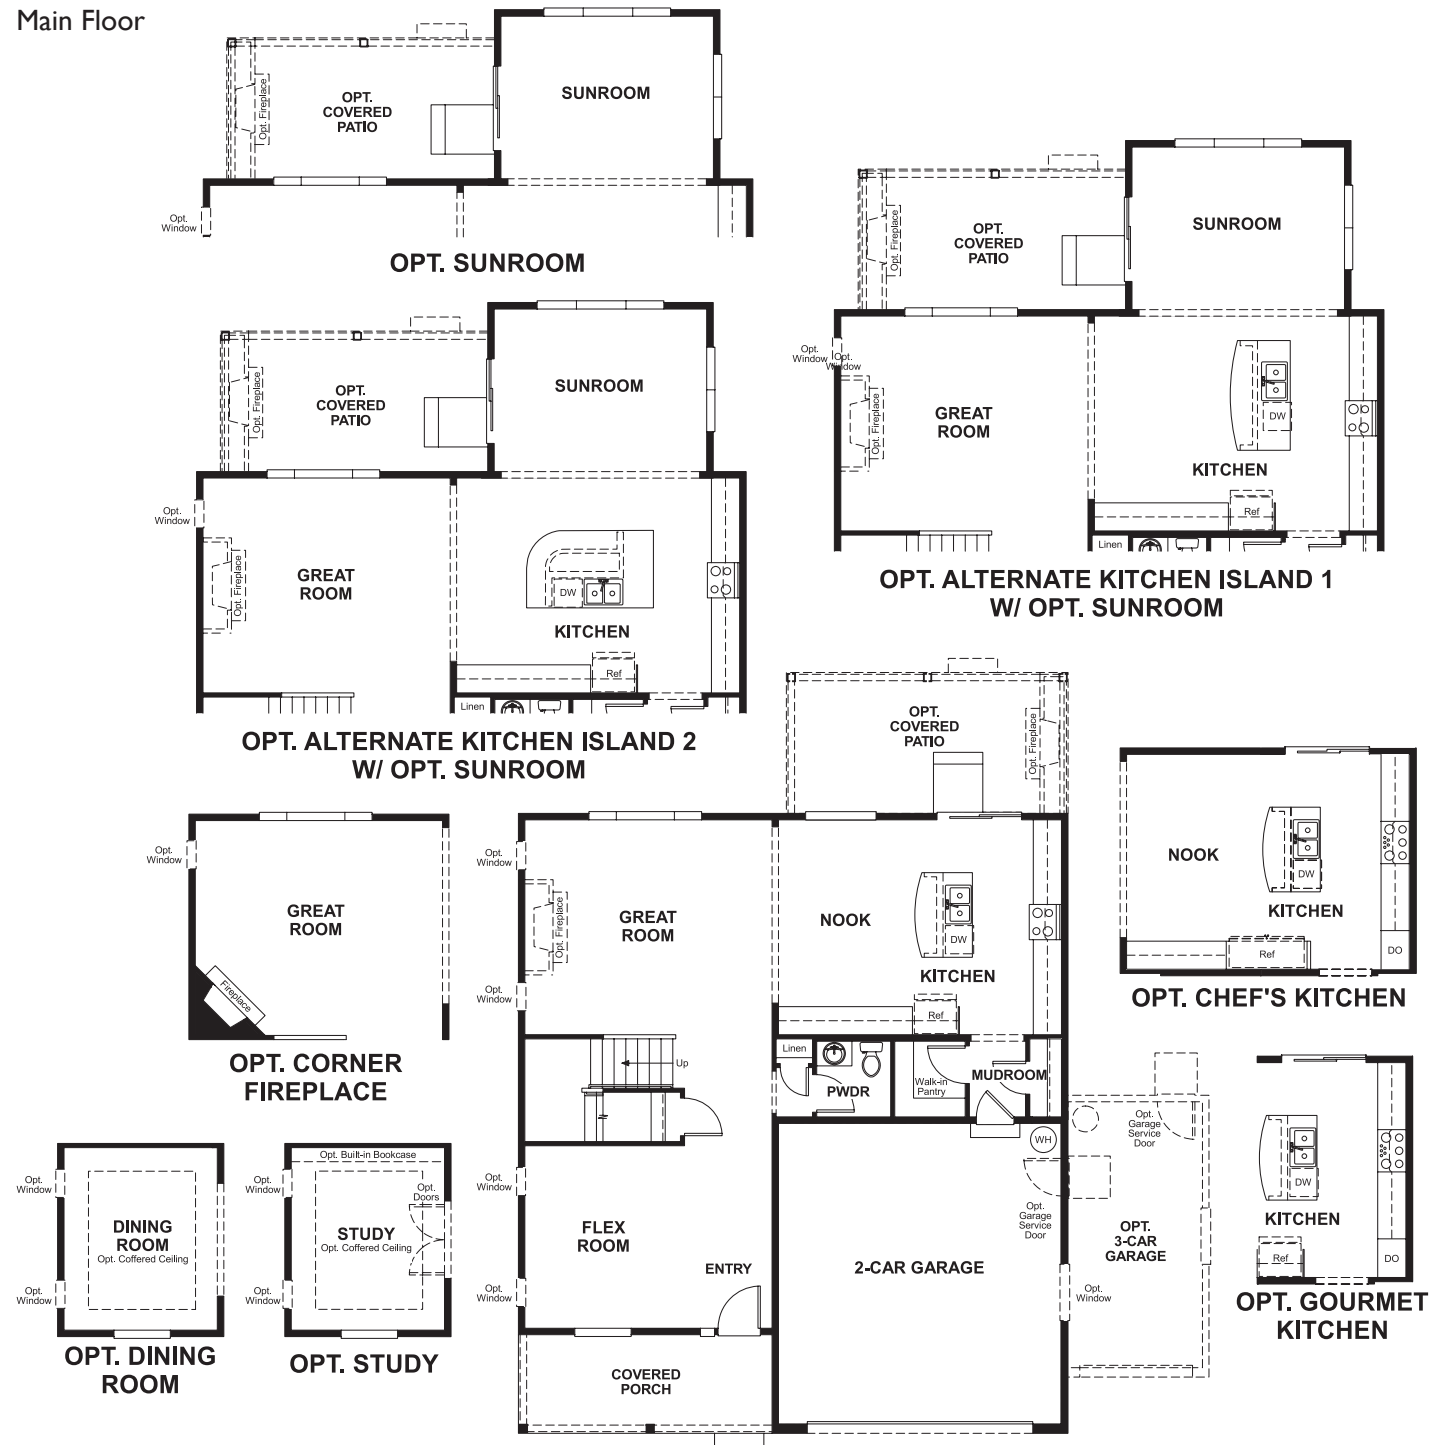 Main Floor
OPT.
COVERED
PATIO
Opt. Fireplace
SUNROOM
Opt.
Window
OPT. SUNROOM
OPT.
COVERED
PATIO
Opt. Fireplace
SUNROOM
Opt.
Window
Opt.
Window
Opt. Fireplace
GREAT
ROOM
DW
KITCHEN
Ref
Linen
OPT. ALTERNATE KITCHEN ISLAND 1
W/ OPT. SUNROOM
OPT.
COVERED
PATIO
Opt. Fireplace
SUNROOM
Opt.
Window
Opt. Fireplace
GREAT
ROOM
DW
KITCHEN
Ref
Linen
OPT. ALTERNATE KITCHEN ISLAND 2
W/ OPT. SUNROOM
Opt.
Window
GREAT
ROOM
Fireplace
OPT. CORNER
FIREPLACE
OPT.
COVERED
PATIO
Opt. Fireplace
Opt.
Window
Opt. Fireplace
GREAT
ROOM
Opt.
Window
NOOK
DW
KITCHEN
Ref
Up
Linen
PWDR
Walk-in
Pantry
MUDROOM
WH
Opt.
Garage
Service
Door
Opt.
Window
FLEX
ROOM
ENTRY
Opt.
Window
2-CAR GARAGE
Opt.
Window
COVERED
PORCH
Opt.
Garage
Service
Door
OPT.
3-CAR
GARAGE
NOOK
DW
KITCHEN
Ref
DO
OPT. CHEF'S KITCHEN
DW
KITCHEN
Ref
DO
OPT. GOURMET
KITCHEN
Opt.
Window
DINING
ROOM
Opt. Coffered Ceiling
Opt.
Window
OPT. DINING
ROOM
Opt. Built-in Bookcase
Opt.
Window
Opt.
Doors
STUDY
Opt. Coffered Ceiling
Opt.
Window
OPT. STUDY